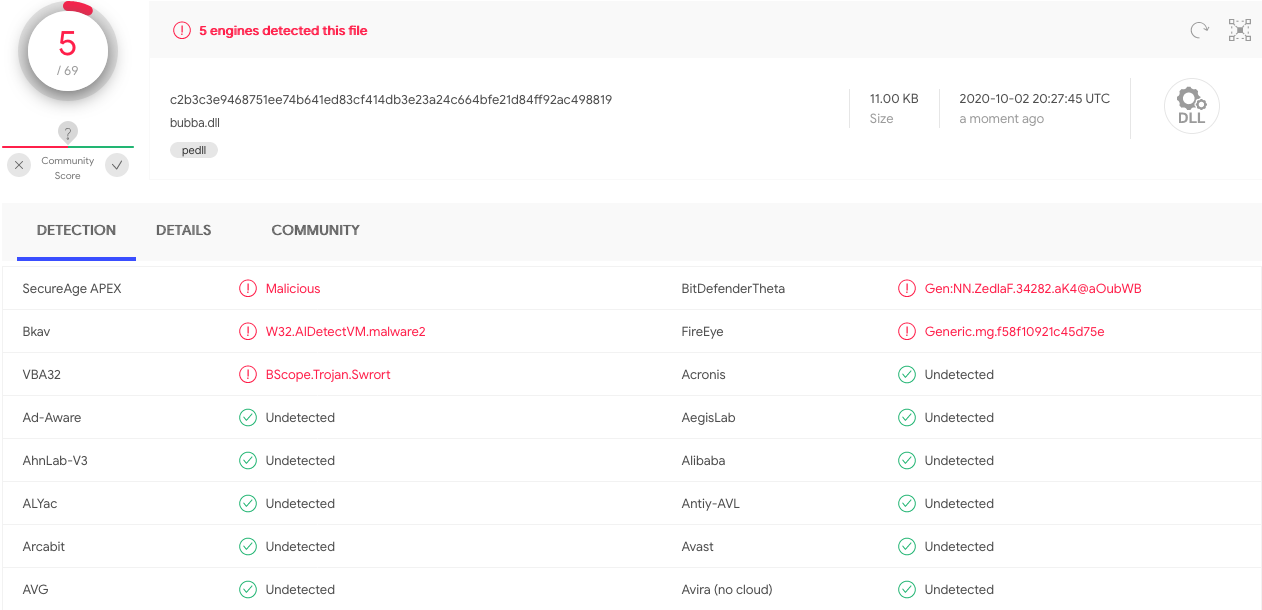 5
/ 69
?
Community
Score
5 engines detected this file
c2b3c3e9468751ee74b641ed83cf414db3e23a24c664bfe21d84ff92ac498819
bubba.dll
pedll
11.00 KB
Size
2020-10-02 20:27:45 UTC
a moment ago
DLL
DETECTION DETAILS COMMUNITY
SecureAge APEX Malicious BitDefenderTheta Gen:NN.ZedlaF.34282.aK4@aOubWB
Bkav W32.AIDetectVM.malware2 FireEye Generic.mg.f58f10921c45d75e
VBA32 BScope.Trojan.Swrort Acronis Undetected
Ad-Aware Undetected AegisLab Undetected
AhnLab-V3 Undetected Alibaba Undetected
ALYac Undetected Antiy-AVL Undetected
Arcabit Undetected Avast Undetected
AVG Undetected Avira (no cloud) Undetected